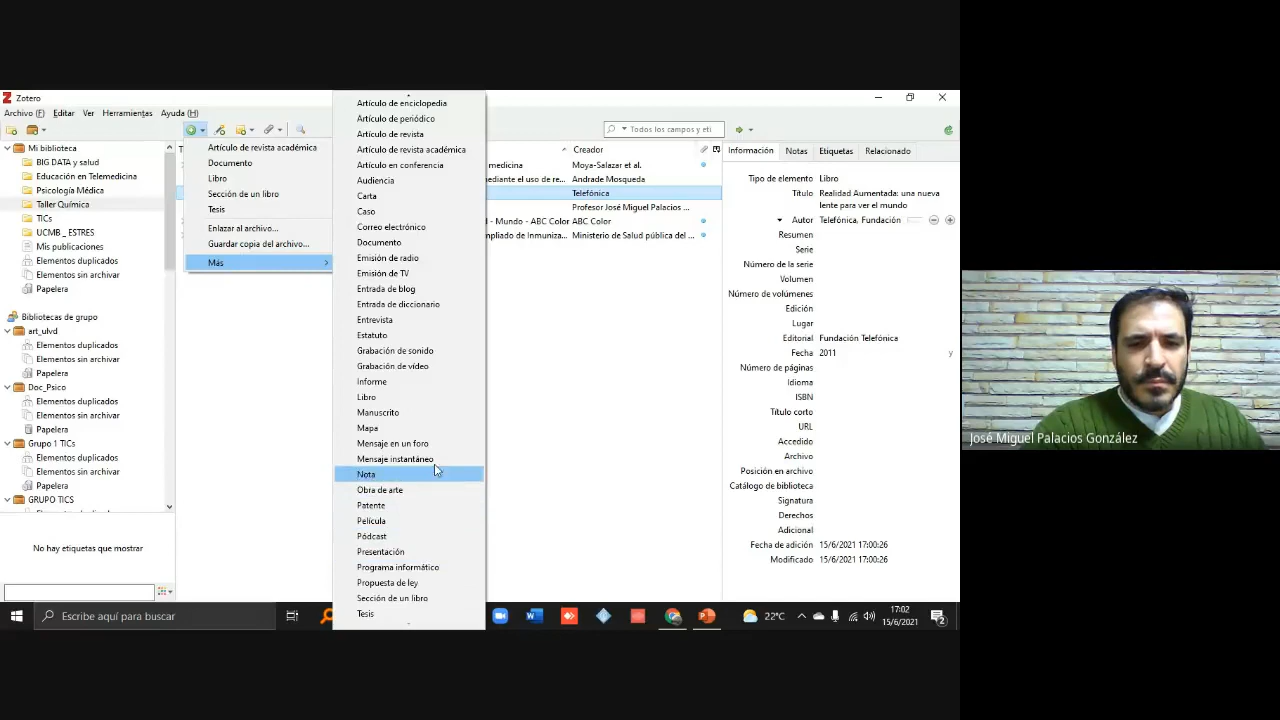 Zotero
Archivo (F) Editar Ver Herramientas Ayuda (H)
Todos los campos y eti
Mi biblioteca
BIG DATA y salud
Educación en Telemedicina
Psicología Médica
Taller Química
TICs
UCMB _ ESTRES
Mis publicaciones
Elementos duplicados
Elementos sin archivar
Papelera
Bibliotecas de grupo
art_ulvd
Elementos duplicados
Elementos sin archivar
Papelera
Doc_Psico
Elementos duplicados
Elementos sin archivar
Papelera
Grupo 1 TICs
Elementos duplicados
Elementos sin archivar
Papelera
GRUPO TICS
No hay etiquetas que mostrar
Artículo de revista académica
Documento
Libro
Sección de un libro
Tesis
Enlazar al archivo...
Guardar copia del archivo...
Más
Artículo de enciclopedia
Artículo de periódico
Artículo de revista
Artículo de revista académica
Artículo en conferencia
Audiencia
Carta
Caso
Correo electrónico
Documento
Emisión de radio
Emisión de TV
Entrada de blog
Entrada de diccionario
Entrevista
Estatuto
Grabación de sonido
Grabación de vídeo
Informe
Libro
Manuscrito
Mapa
Mensaje en un foro
Mensaje instantáneo
Nota
Obra de arte
Patente
Película
Pódcast
Presentación
Programa informático
Propuesta de ley
Sección de un libro
Tesis
Creador
medicina Moya-Salazar et al.
mediante el uso de re... Andrade Mosqueda
Telefónica
Profesor José Miguel Palacios ...
d - Mundo - ABC Color ABC Color
mpliado de Inmuniza... Ministerio de Salud pública del ...
Información Notas Etiquetas Relacionado
Tipo de elemento Libro
Título Realidad Aumentada: una nueva
lente para ver el mundo
Autor Telefónica, Fundación
Resumen
Serie
Número de la serie
Volumen
Número de volúmenes
Edición
Lugar
Editorial Fundación Telefónica
Fecha 2011 y
Número de páginas
Idioma
ISBN
Título corto
URL
Accedido
Archivo
Posición en archivo
Catálogo de biblioteca
Signatura
Derechos
Adicional
Fecha de adición 15/6/2021 17:00:26
Modificado 15/6/2021 17:00:26
Escribe aquí para buscar
22°C
17:02
15/6/2021
2
José Miguel Palacios González